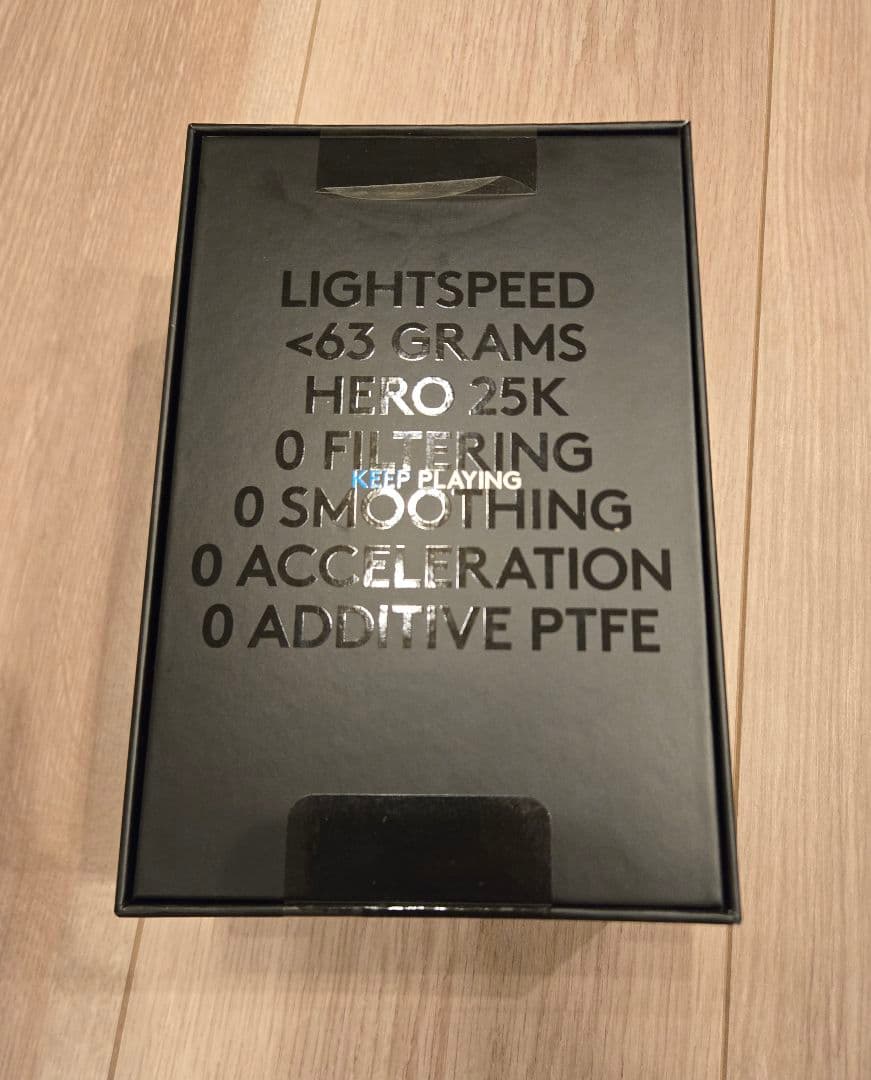 LIGHTSPEED
<63 GRAMS
HERO 25K
0 FILTERING
KEEP PLAYING
0 SMOOTHING
0 ACCELERATION
0 ADDITIVE PTFE